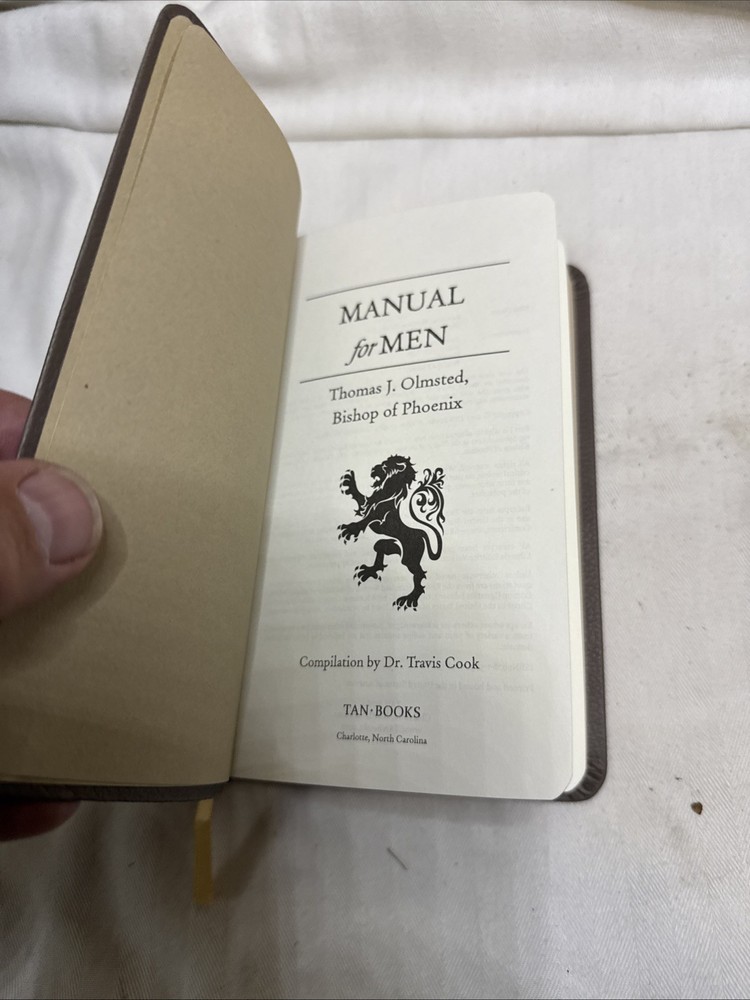 MANUAL
for MEN
Thomas J. Olmsted,
Bishop of Phoenix
Compilation by Dr. Travis Cook
TAN·BOOKS
Charlotte, North Carolina